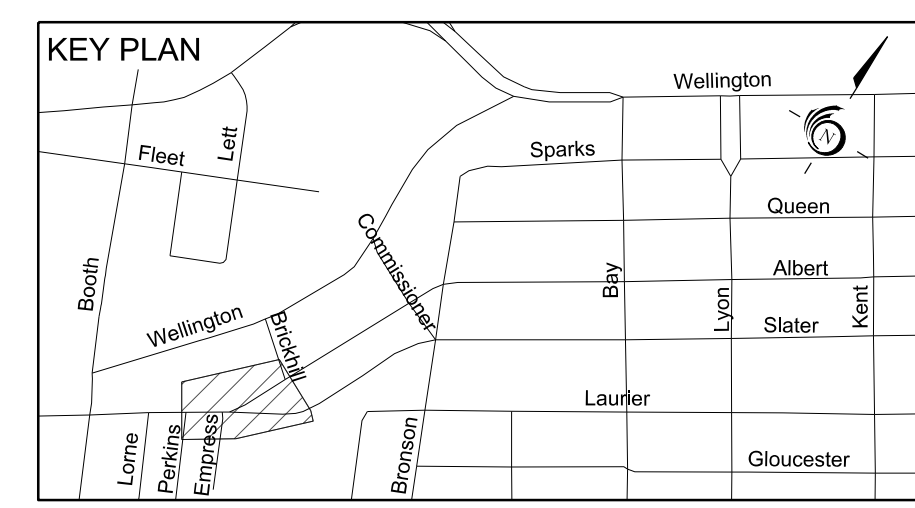 KEY PLAN
Wellington
N
Sparks
Lett
Fleet
Queen
Commissioner
Booth
Bay
Albert
Lyon
Kent
Wellington
Brickhill
Slater
Laurier
Lorne
Perkins
Empress
Bronson
Gloucester